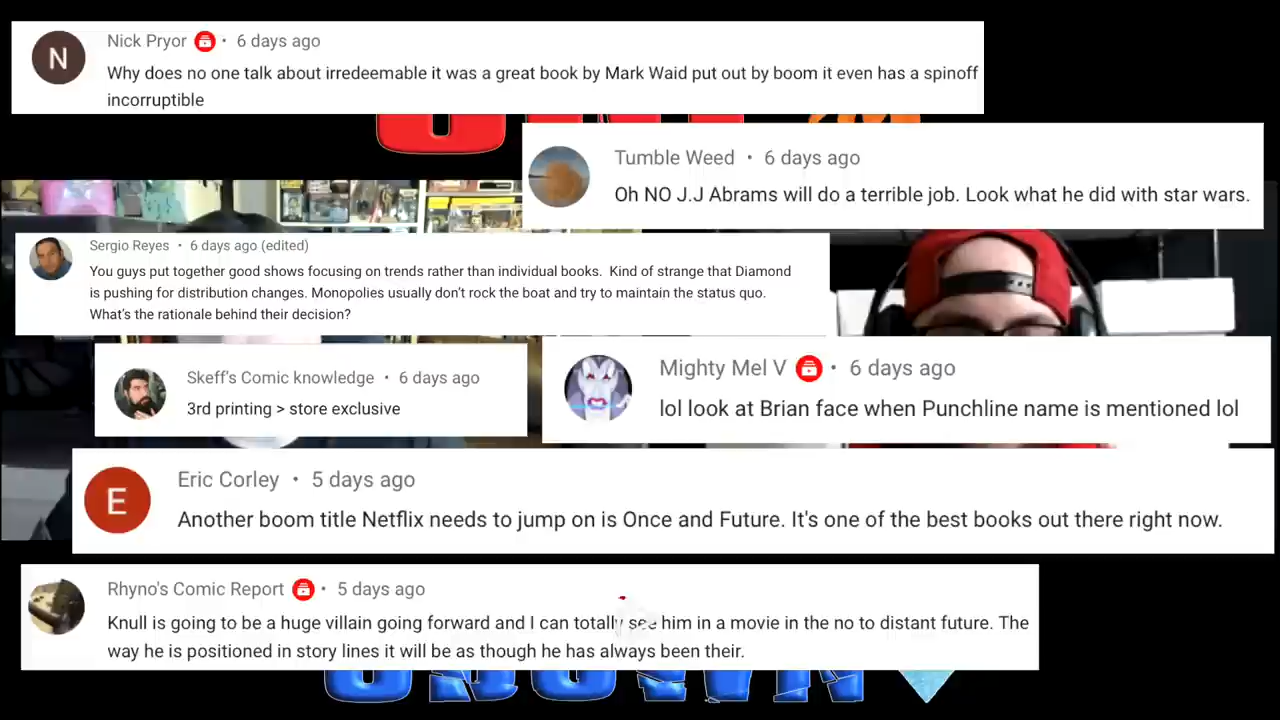 Nick Pryor • 6 days ago
Why does no one talk about irredeemable it was a great book by Mark Waid put out by boom it even has a spinoff
incorruptible
Tumble Weed • 6 days ago
Oh NO J.J Abrams will do a terrible job. Look what he did with star wars.
Sergio Reyes • 6 days ago (edited)
You guys put together good shows focusing on trends rather than individual books. Kind of strange that Diamond
is pushing for distribution changes. Monopolies usually don't rock the boat and try to maintain the status quo.
What's the rationale behind their decision?
Skeff's Comic knowledge • 6 days ago
3rd printing > store exclusive
Mighty Mel V • 6 days ago
lol look at Brian face when Punchline name is mentioned lol
E
Eric Corley • 5 days ago
Another boom title Netflix needs to jump on is Once and Future. It's one of the best books out there right now.
Rhyno's Comic Report • 5 days ago
Knull is going to be a huge villain going forward and I can totally see him in a movie in the no to distant future. The
way he is positioned in story lines it will be as though he has always been their.
N